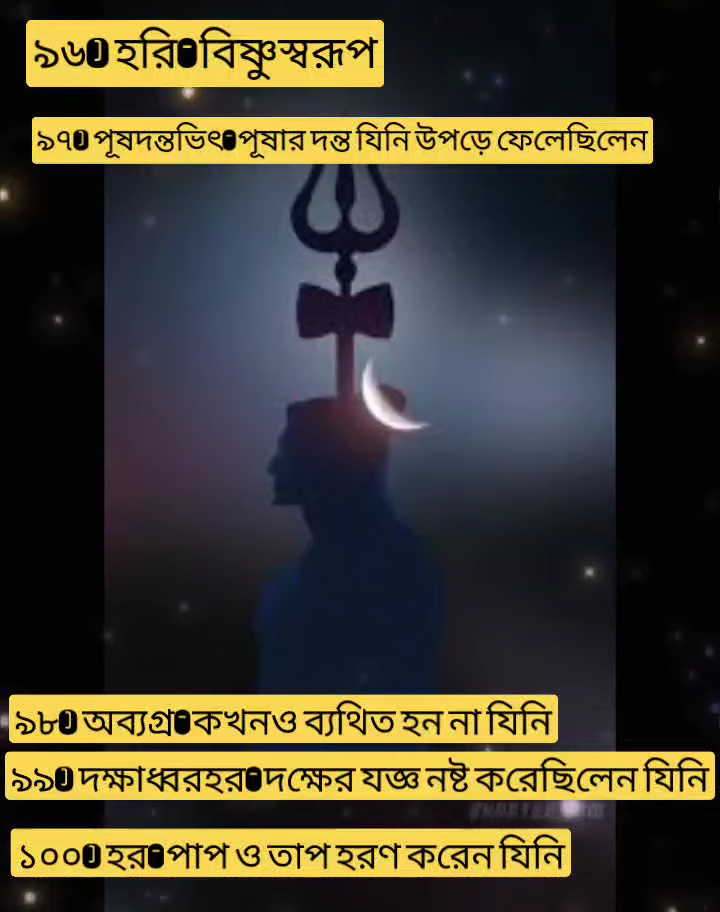 ৯৬) হরি-বিষ্ণুস্বরূপ
৯৭) পূষদন্তভিৎ-পূষার দন্ত যিনি উপড়ে ফেলেছিলেন
৯৮) অব্যগ্র-কখনও ব্যথিত হন না যিনি
৯৯) দক্ষাধ্বরহর-দক্ষের যজ্ঞ নষ্ট করেছিলেন যিনি
১০০) হর-পাপ ও তাপ হরণ করেন যিনি